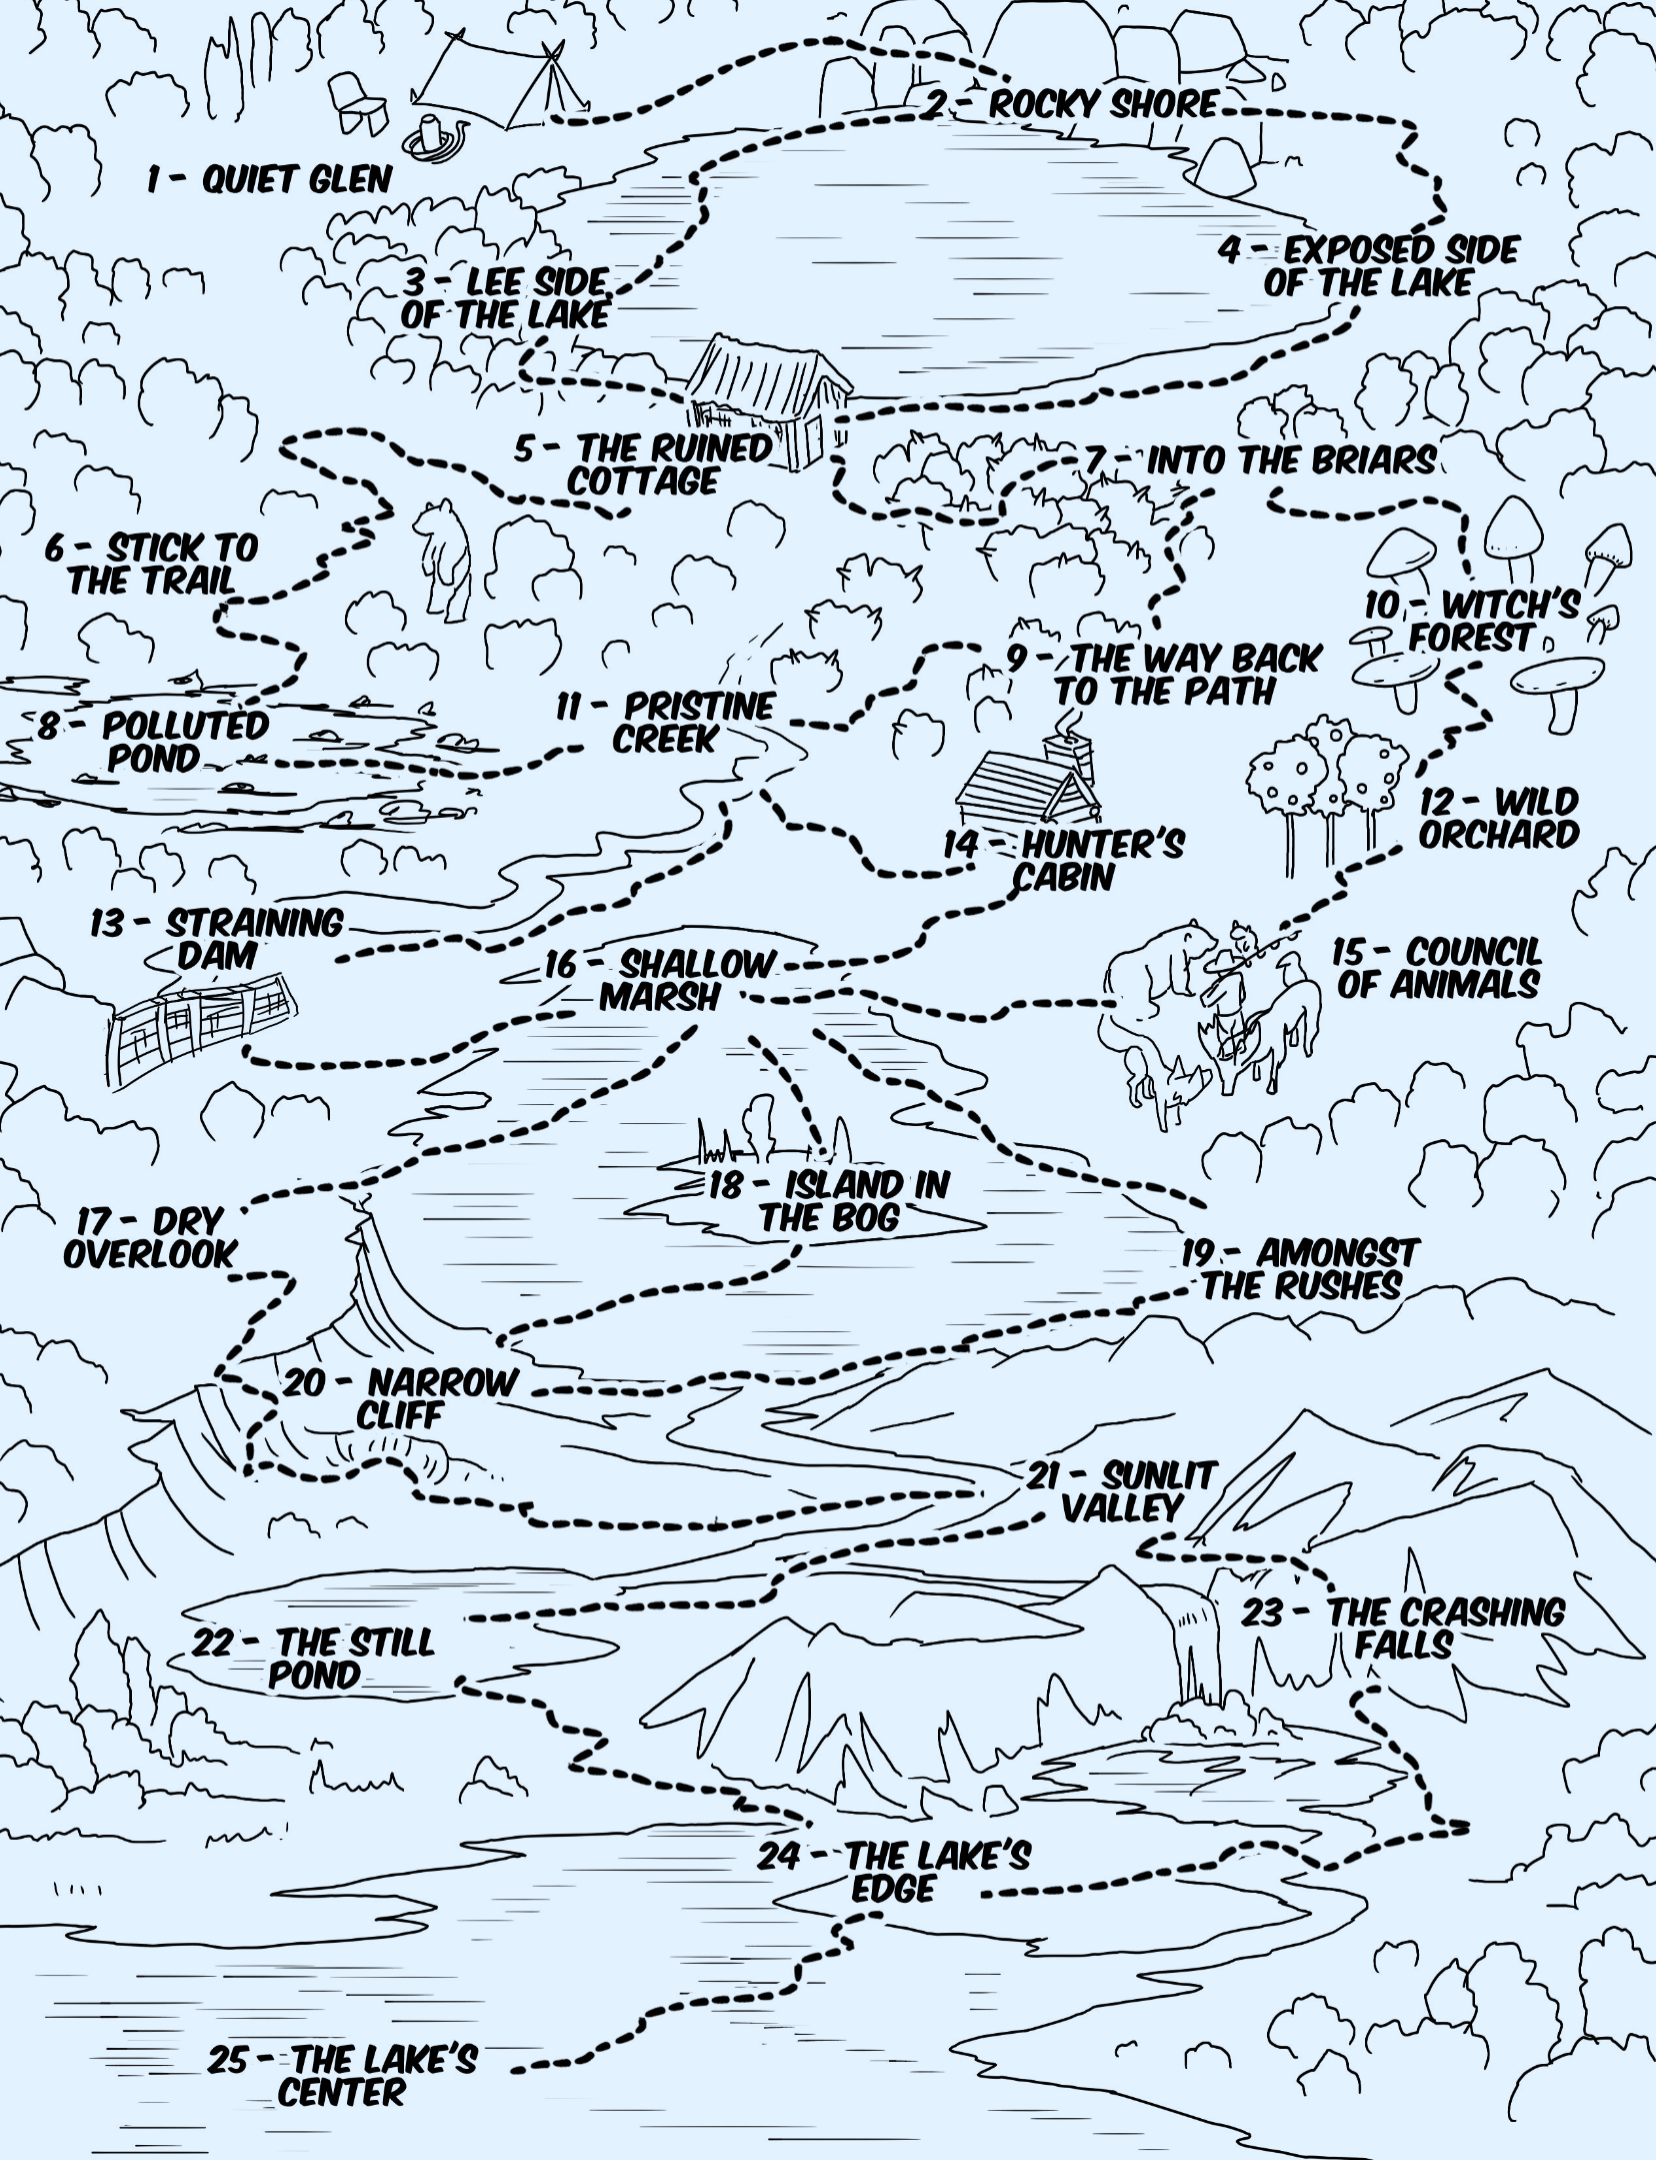 2 - ROCKY SHORE
1 - QUIET GLEN
4 - EXPOSED SIDE
OF THE LAKE
3 - LEE SIDE
OF THE LAKE
5 - THE RUINED
COTTAGE
7 - INTO THE BRIARS
6 - STICK TO
THE TRAIL
10 - WITCH'S
FOREST
9 - THE WAY BACK
TO THE PATH
8 - POLLUTED
POND
11 - PRISTINE
CREEK
12 - WILD
ORCHARD
14 - HUNTER'S
CABIN
13 - STRAINING
DAM
15 - COUNCIL
OF ANIMALS
16 - SHALLOW
MARSH
18 - ISLAND IN
THE BOG
17 - DRY
OVERLOOK
19 - AMONGST
THE RUSHES
20 - NARROW
CLIFF
21 - SUNLIT
VALLEY
23 - THE CRASHING
FALLS
22 - THE STILL
POND
24 - THE LAKE'S
EDGE
25 - THE LAKE'S
CENTER